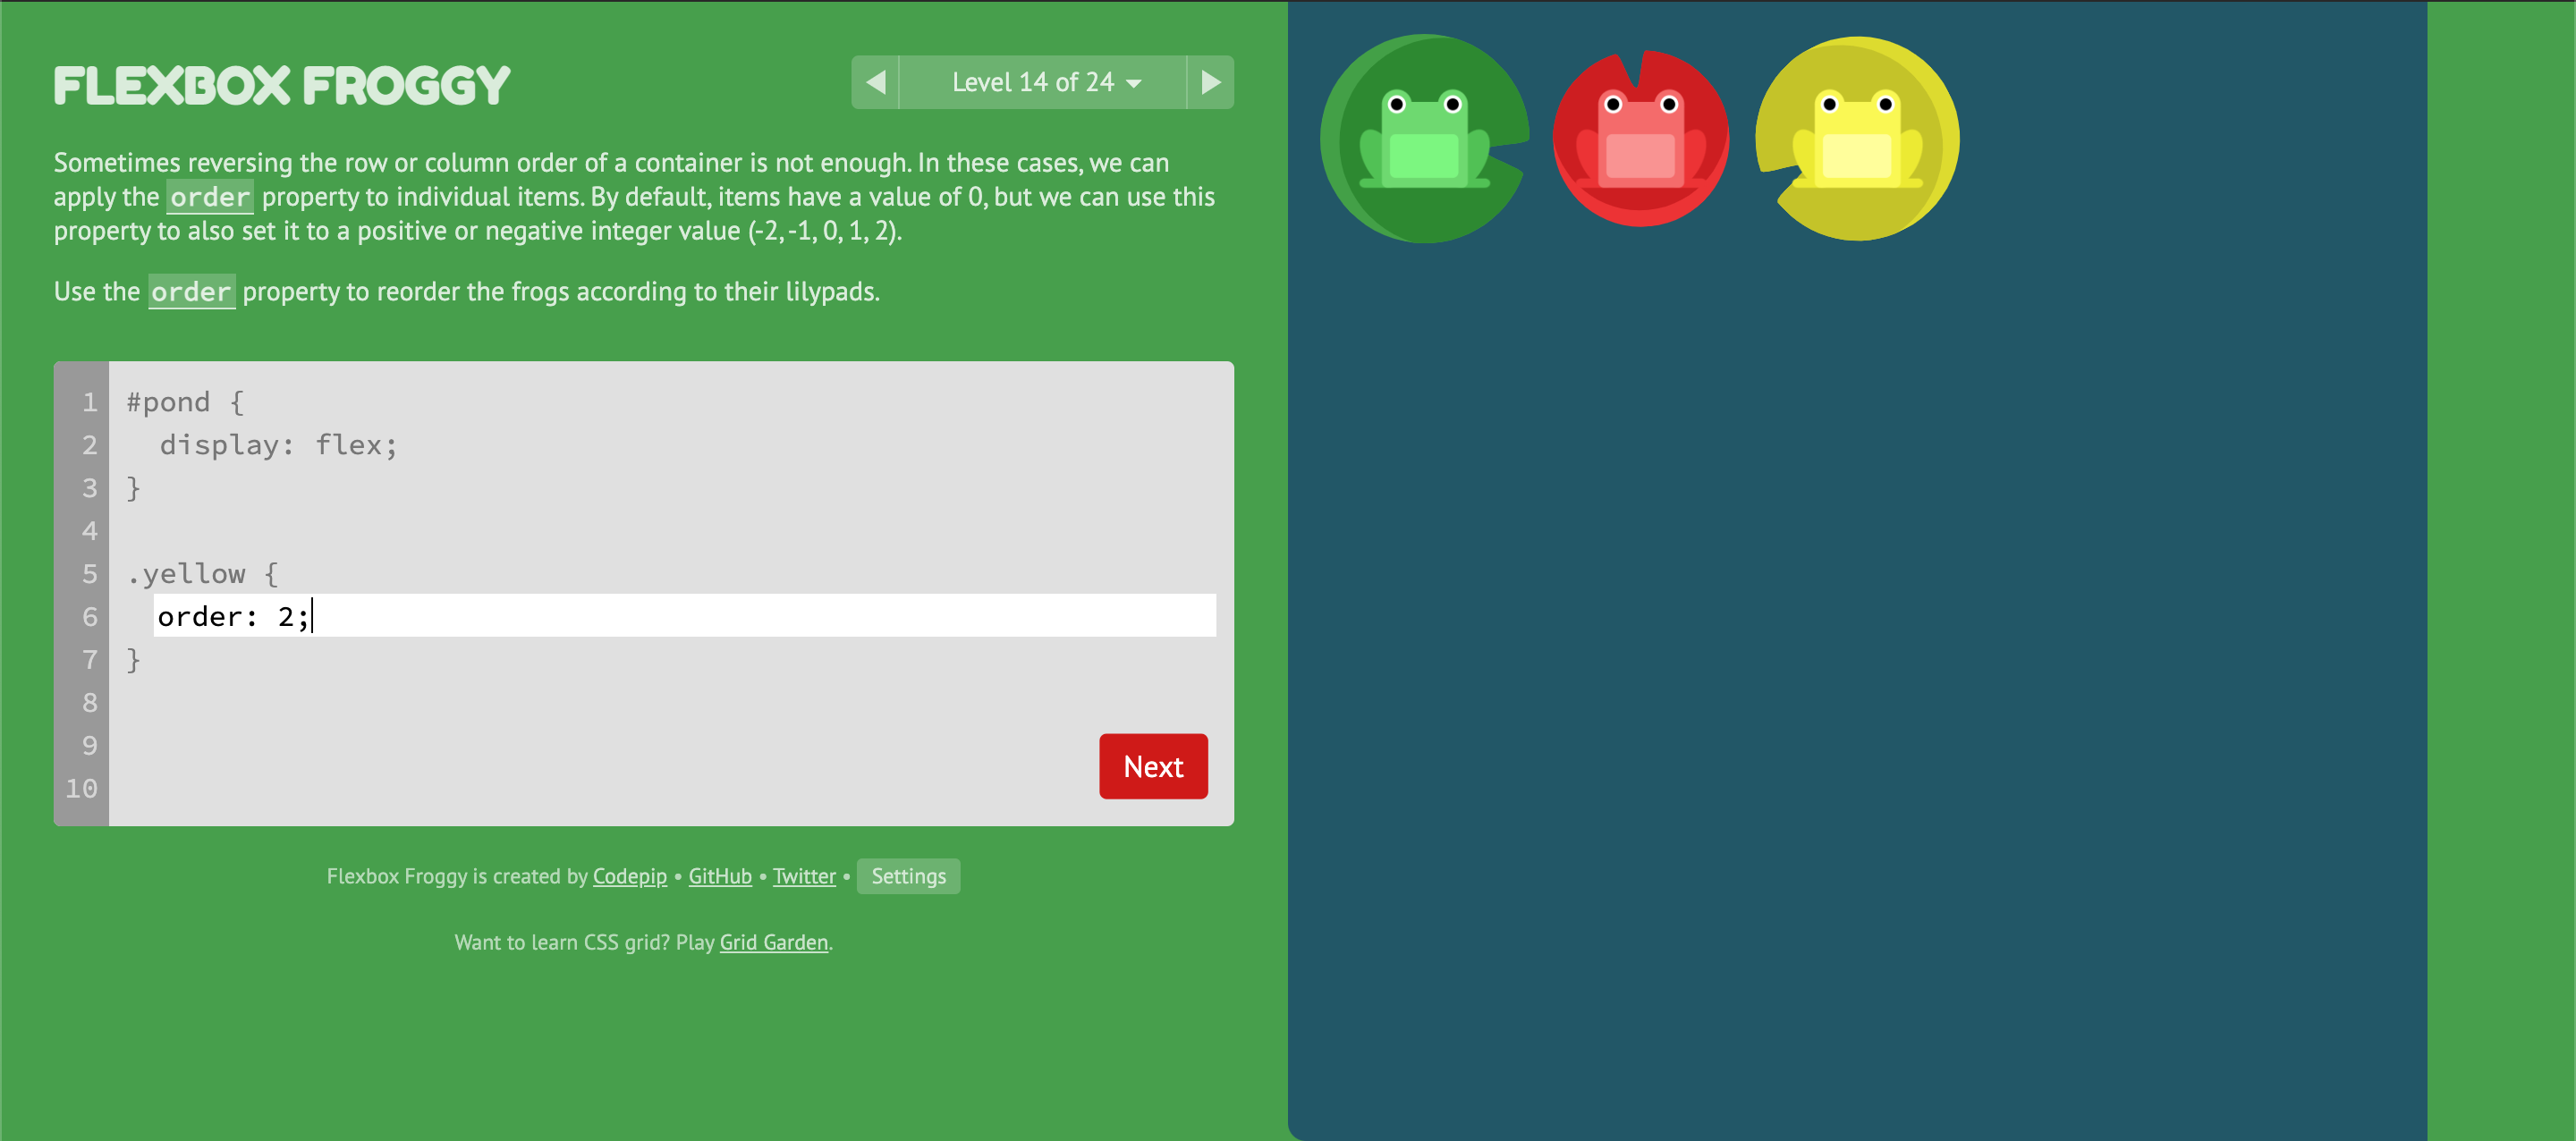 FLEXBOX FROGGY
Level 14 of 24
Sometimes reversing the row or column order of a container is not enough. In these cases, we can
apply the order property to individual items. By default, items have a value of 0, but we can use this
property to also set it to a positive or negative integer value (-2, -1, 0, 1, 2).
Use the order property to reorder the frogs according to their lilypads.
1 #pond {
2   display: flex;
3 }
4
5 .yellow {
6   order: 2;
7 }
8
9
10
Next
Flexbox Froggy is created by Codepip • GitHub • Twitter • Settings
Want to learn CSS grid? Play Grid Garden.